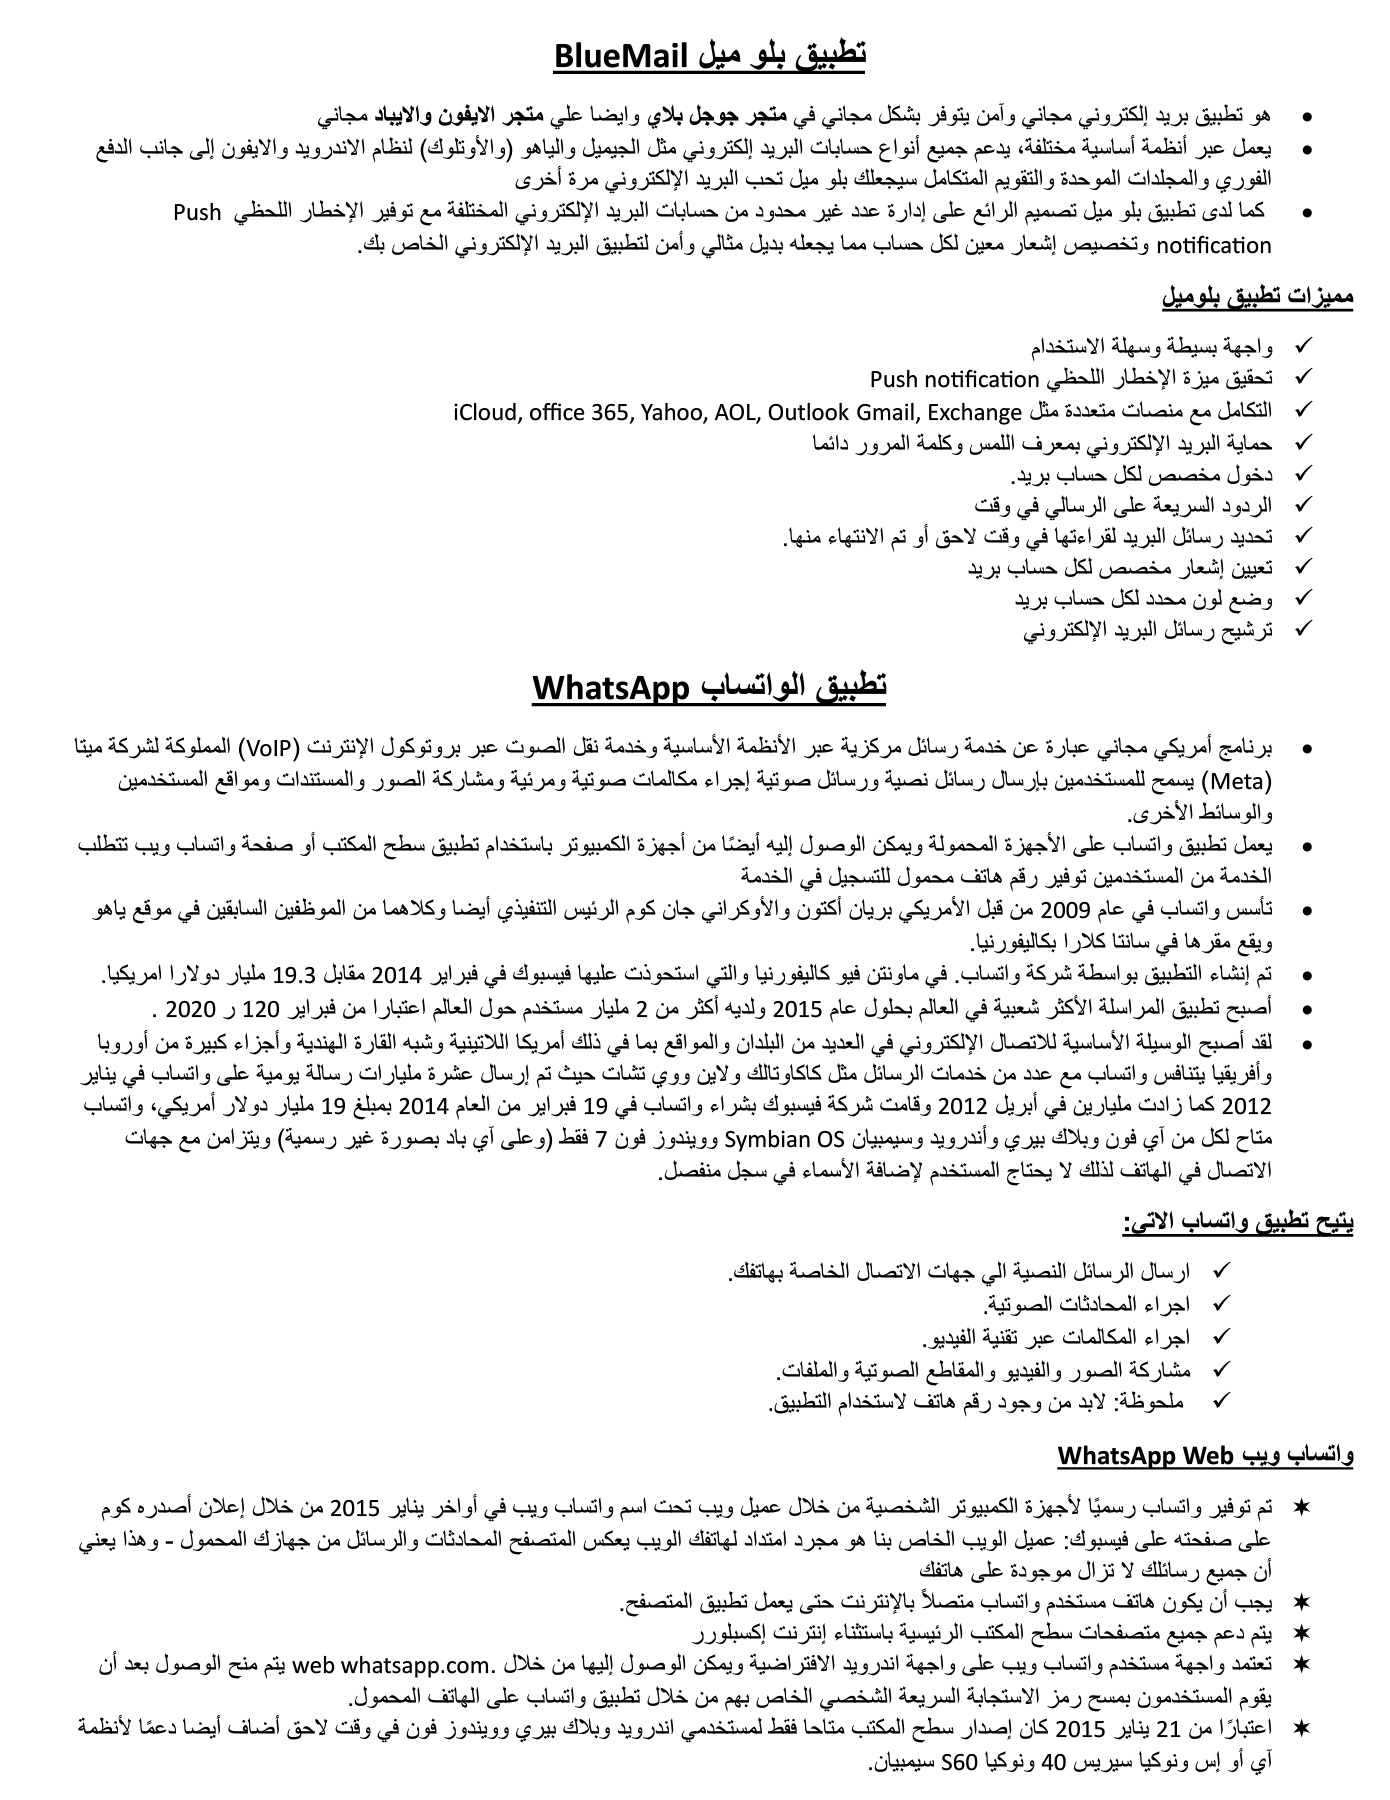 تطبيق بلو ميل BlueMail
• هو تطبيق بريد إلكتروني مجاني وآمن يتوفر بشكل مجاني في متجر جوجل بلاي وايضا علي متجر الايفون والايباد مجاني
• يعمل عبر أنظمة أساسية مختلفة، يدعم جميع أنواع حسابات البريد إلكتروني مثل الجيميل والياهو (والأوتلوك) لنظام الاندرويد والايفون إلى جانب الدفع
الفوري والمجلدات الموحدة والتقويم المتكامل سيجعلك بلو ميل تحب البريد الإلكتروني مرة أخرى
• كما لدى تطبيق بلو ميل تصميم الرائع على إدارة عدد غير محدود من حسابات البريد الإلكتروني المختلفة مع توفير الإخطار اللحظي Push
notification وتخصيص إشعار معين لكل حساب مما يجعله بديل مثالي وأمن لتطبيق البريد الإلكتروني الخاص بك.
مميزات تطبيق بلوميل
✓ واجهة بسيطة وسهلة الاستخدام
✓ تحقيق ميزة الإخطار اللحظي Push notification
✓ التكامل مع منصات متعددة مثل iCloud, office 365, Yahoo, AOL, Outlook Gmail, Exchange
✓ حماية البريد الإلكتروني بمعرف اللمس وكلمة المرور دائما
✓ دخول مخصص لكل حساب بريد.
✓ الردود السريعة على الرسالي في وقت
✓ تحديد رسائل البريد لقراءتها في وقت لاحق أو تم الانتهاء منها.
✓ تعيين إشعار مخصص لكل حساب بريد
✓ وضع لون محدد لكل حساب بريد
✓ ترشيح رسائل البريد الإلكتروني
تطبيق الواتساب WhatsApp
• برنامج أمريكي مجاني عبارة عن خدمة رسائل مركزية عبر الأنظمة الأساسية وخدمة نقل الصوت عبر بروتوكول الإنترنت (VoIP) المملوكة لشركة ميتا
(Meta) يسمح للمستخدمين بإرسال رسائل نصية ورسائل صوتية إجراء مكالمات صوتية ومرئية ومشاركة الصور والمستندات ومواقع المستخدمين
والوسائط الأخرى.
• يعمل تطبيق واتساب على الأجهزة المحمولة ويمكن الوصول إليه أيضًا من أجهزة الكمبيوتر باستخدام تطبيق سطح المكتب أو صفحة واتساب ويب تتطلب
الخدمة من المستخدمين توفير رقم هاتف محمول للتسجيل في الخدمة
• تأسس واتساب في عام 2009 من قبل الأمريكي بريان أكتون والأوكراني جان كوم الرئيس التنفيذي أيضا وكلاهما من الموظفين السابقين في موقع ياهو
ويقع مقرها في سانتا كلارا بكاليفورنيا.
• تم إنشاء التطبيق بواسطة شركة واتساب. في ماونتن فيو كاليفورنيا والتي استحوذت عليها فيسبوك في فبراير 2014 مقابل 19.3 مليار دولارا امريكيا.
• أصبح تطبيق المراسلة الأكثر شعبية في العالم بحلول عام 2015 ولديه أكثر من 2 مليار مستخدم حول العالم اعتبارا من فبراير 120 ر 2020 .
• لقد أصبح الوسيلة الأساسية للاتصال الإلكتروني في العديد من البلدان والمواقع بما في ذلك أمريكا اللاتينية وشبه القارة الهندية وأجزاء كبيرة من أوروبا
وأفريقيا يتنافس واتساب مع عدد من خدمات الرسائل مثل كاكاوتالك ولاين ووي تشات حيث تم إرسال عشرة مليارات رسالة يومية على واتساب في يناير
2012 كما زادت مليارين في أبريل 2012 وقامت شركة فيسبوك بشراء واتساب في 19 فبراير من العام 2014 بمبلغ 19 مليار دولار أمريكي، واتساب
متاح لكل من آي فون وبلاك بيري وأندرويد وسيمبيان Symbian OS وويندوز فون 7 فقط (وعلى آي باد بصورة غير رسمية) ويتزامن مع جهات
الاتصال في الهاتف لذلك لا يحتاج المستخدم لإضافة الأسماء في سجل منفصل.
يتيح تطبيق واتساب الاتي:
✓ ارسال الرسائل النصية الي جهات الاتصال الخاصة بهاتفك.
✓ اجراء المحادثات الصوتية.
✓ اجراء المكالمات عبر تقنية الفيديو.
✓ مشاركة الصور والفيديو والمقاطع الصوتية والملفات.
✓ ملحوظة: لابد من وجود رقم هاتف لاستخدام التطبيق.
واتساب ويب WhatsApp Web
✶ تم توفير واتساب رسميًا لأجهزة الكمبيوتر الشخصية من خلال عميل ويب تحت اسم واتساب ويب في أواخر يناير 2015 من خلال إعلان أصدره كوم
على صفحته على فيسبوك: عميل الويب الخاص بنا هو مجرد امتداد لهاتفك الويب يعكس المتصفح المحادثات والرسائل من جهازك المحمول - وهذا يعني
أن جميع رسائلك لا تزال موجودة على هاتفك
✶ يجب أن يكون هاتف مستخدم واتساب متصلاً بالإنترنت حتى يعمل تطبيق المتصفح.
✶ يتم دعم جميع متصفحات سطح المكتب الرئيسية باستثناء إنترنت إكسبلورر
✶ تعتمد واجهة مستخدم واتساب ويب على واجهة اندرويد الافتراضية ويمكن الوصول إليها من خلال .web whatsapp.com يتم منح الوصول بعد أن
يقوم المستخدمون بمسح رمز الاستجابة السريعة الشخصي الخاص بهم من خلال تطبيق واتساب على الهاتف المحمول.
✶ اعتبارًا من 21 يناير 2015 كان إصدار سطح المكتب متاحا فقط لمستخدمي اندرويد وبلاك بيري وويندوز فون في وقت لاحق أضاف أيضا دعمًا لأنظمة
آي أو إس ونوكيا سيريس 40 ونوكيا S60 سيمبيان.